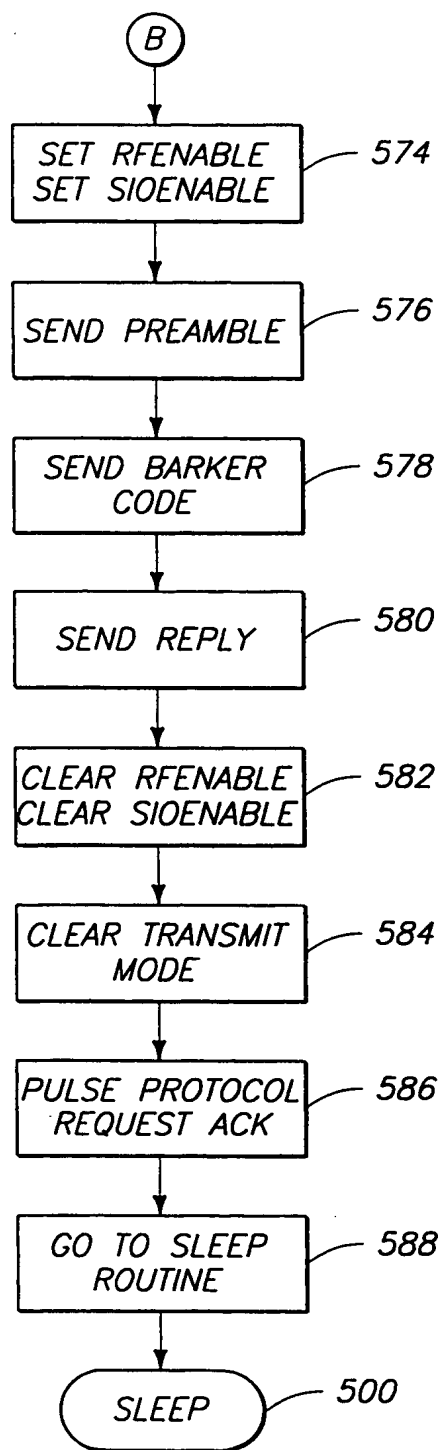 B
SET RFENABLE
SET SIOENABLE
574
SEND PREAMBLE
576
SEND BARKER
CODE
578
SEND REPLY
580
CLEAR RFENABLE
CLEAR SIOENABLE
582
CLEAR TRANSMIT
MODE
584
PULSE PROTOCOL
REQUEST ACK
586
GO TO SLEEP
ROUTINE
588
SLEEP
500